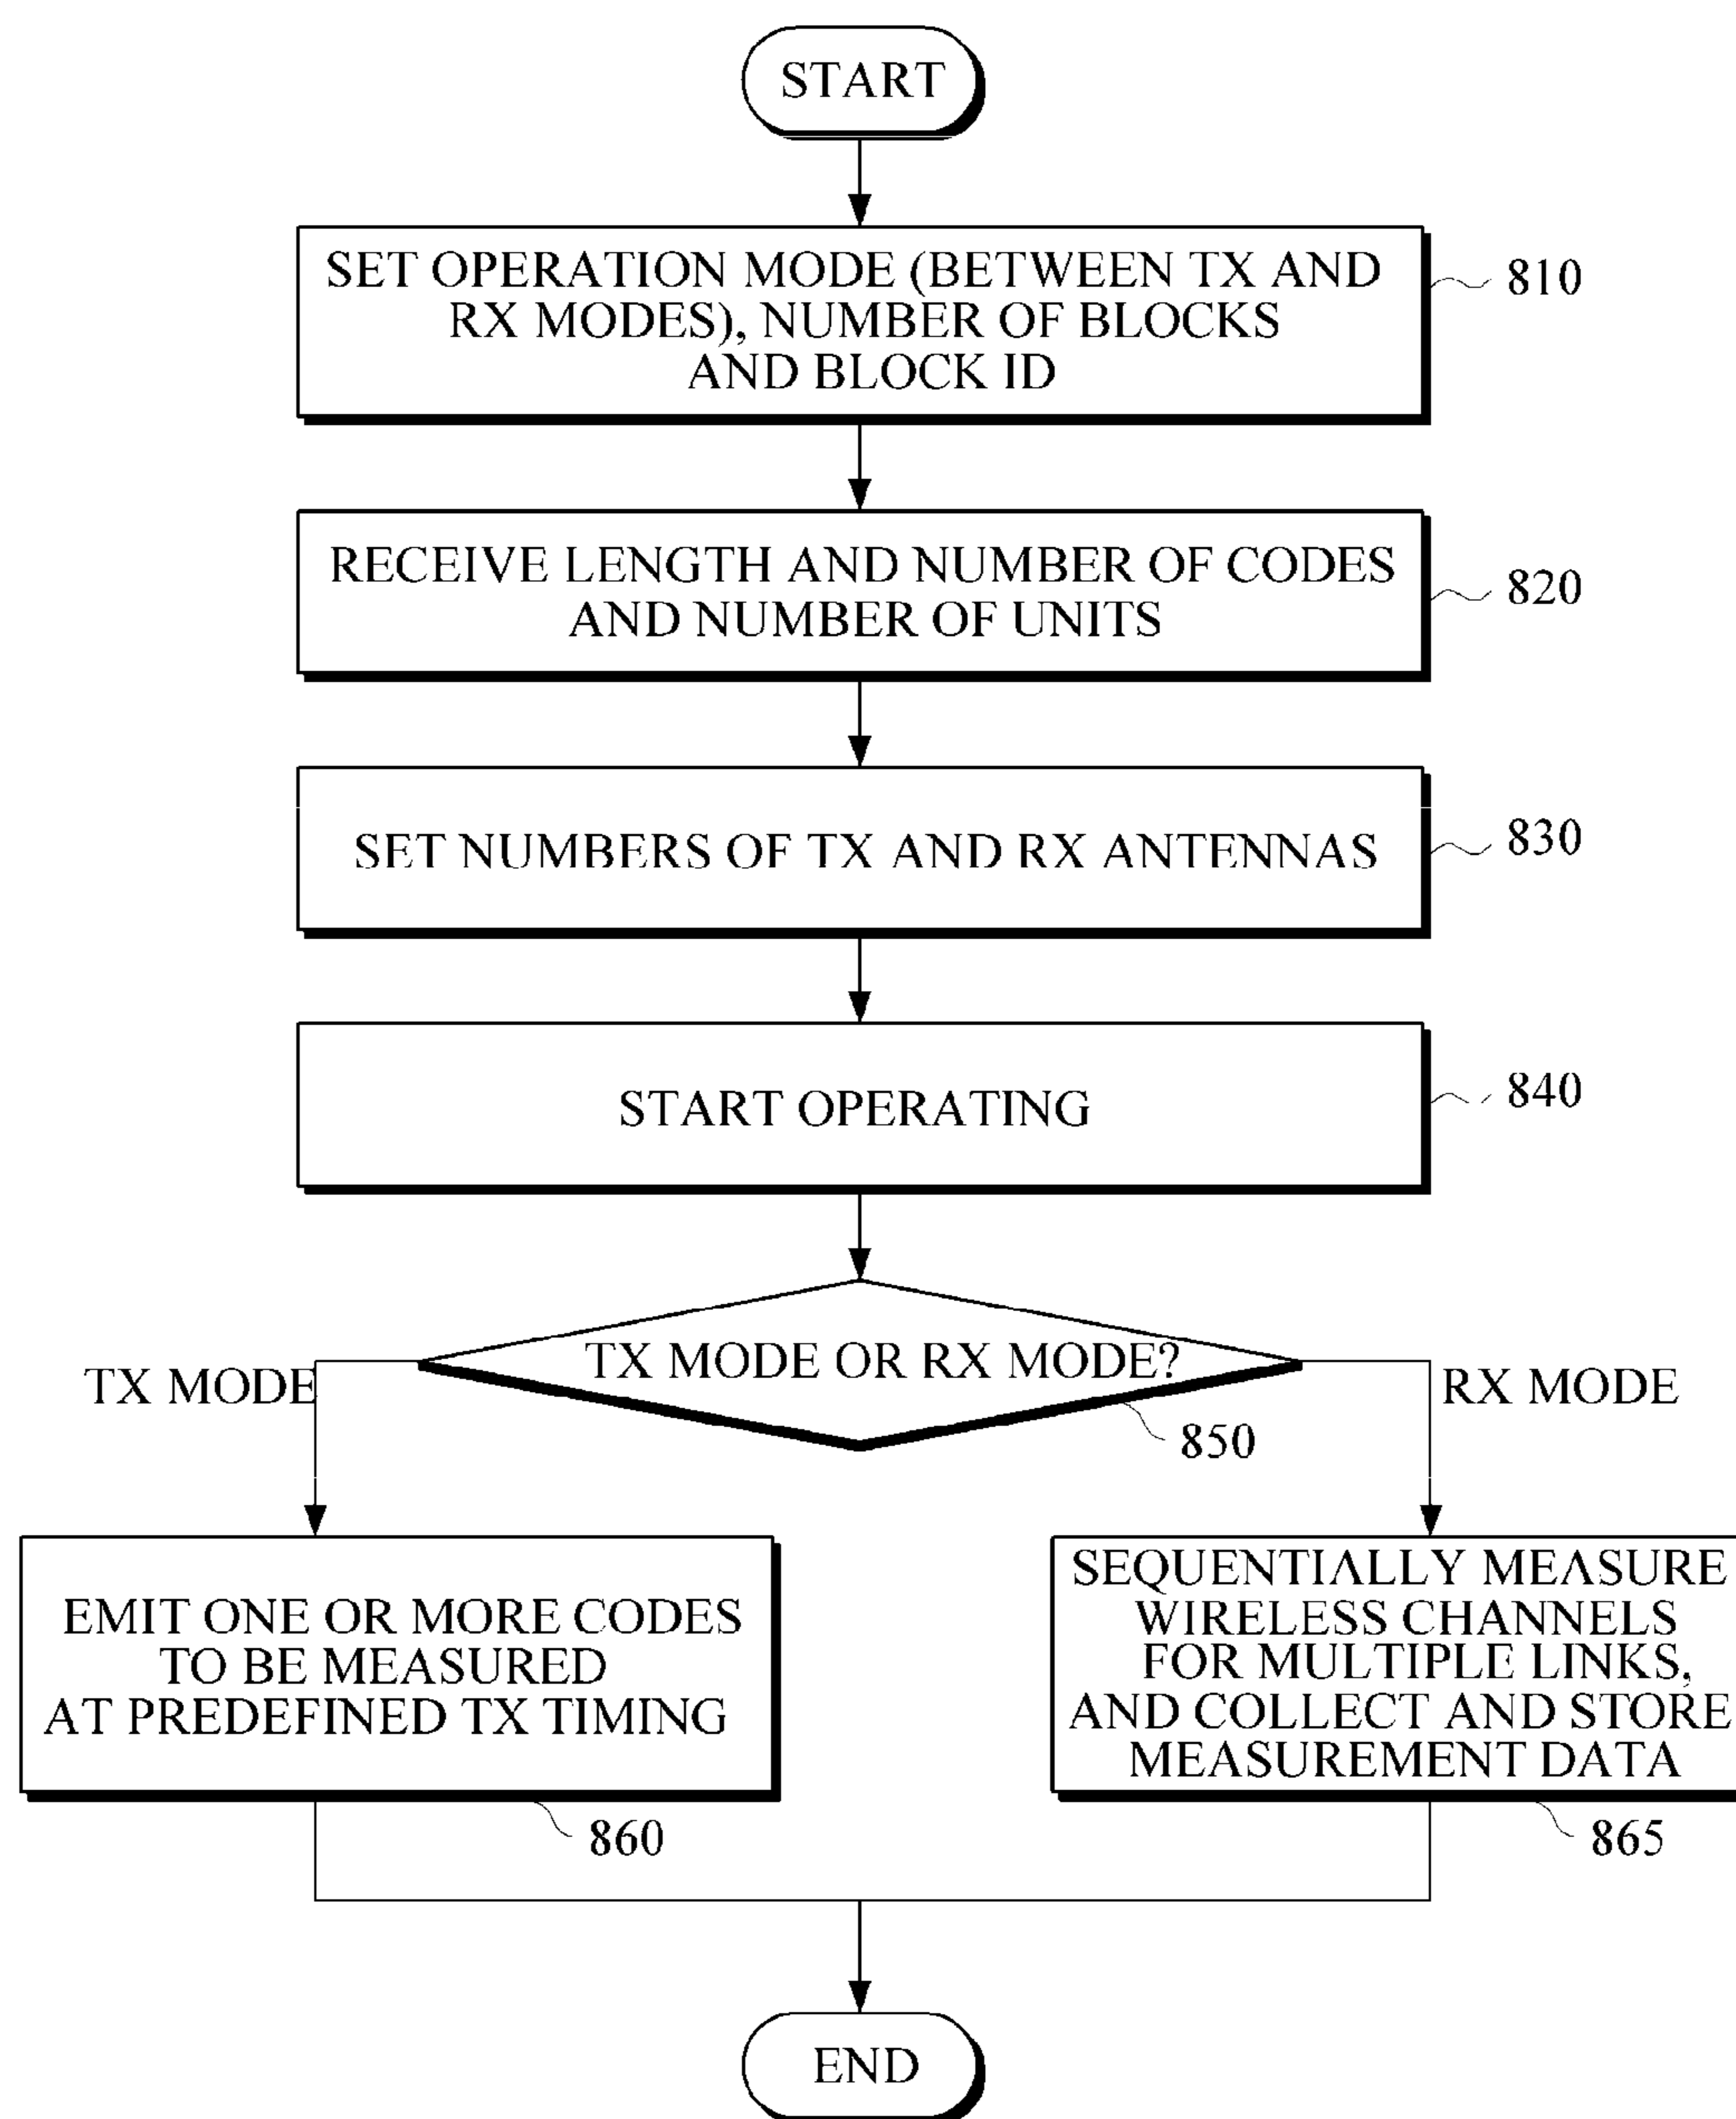 START
SET OPERATION MODE (BETWEEN TX AND
RX MODES), NUMBER OF BLOCKS
AND BLOCK ID
810
RECEIVE LENGTH AND NUMBER OF CODES
AND NUMBER OF UNITS
820
SET NUMBERS OF TX AND RX ANTENNAS
830
START OPERATING
840
TX MODE OR RX MODE?
TX MODE
RX MODE
850
EMIT ONE OR MORE CODES
TO BE MEASURED
AT PREDEFINED TX TIMING
860
SEQUENTIALLY MEASURE
WIRELESS CHANNELS
FOR MULTIPLE LINKS,
AND COLLECT AND STORE
MEASUREMENT DATA
865
END